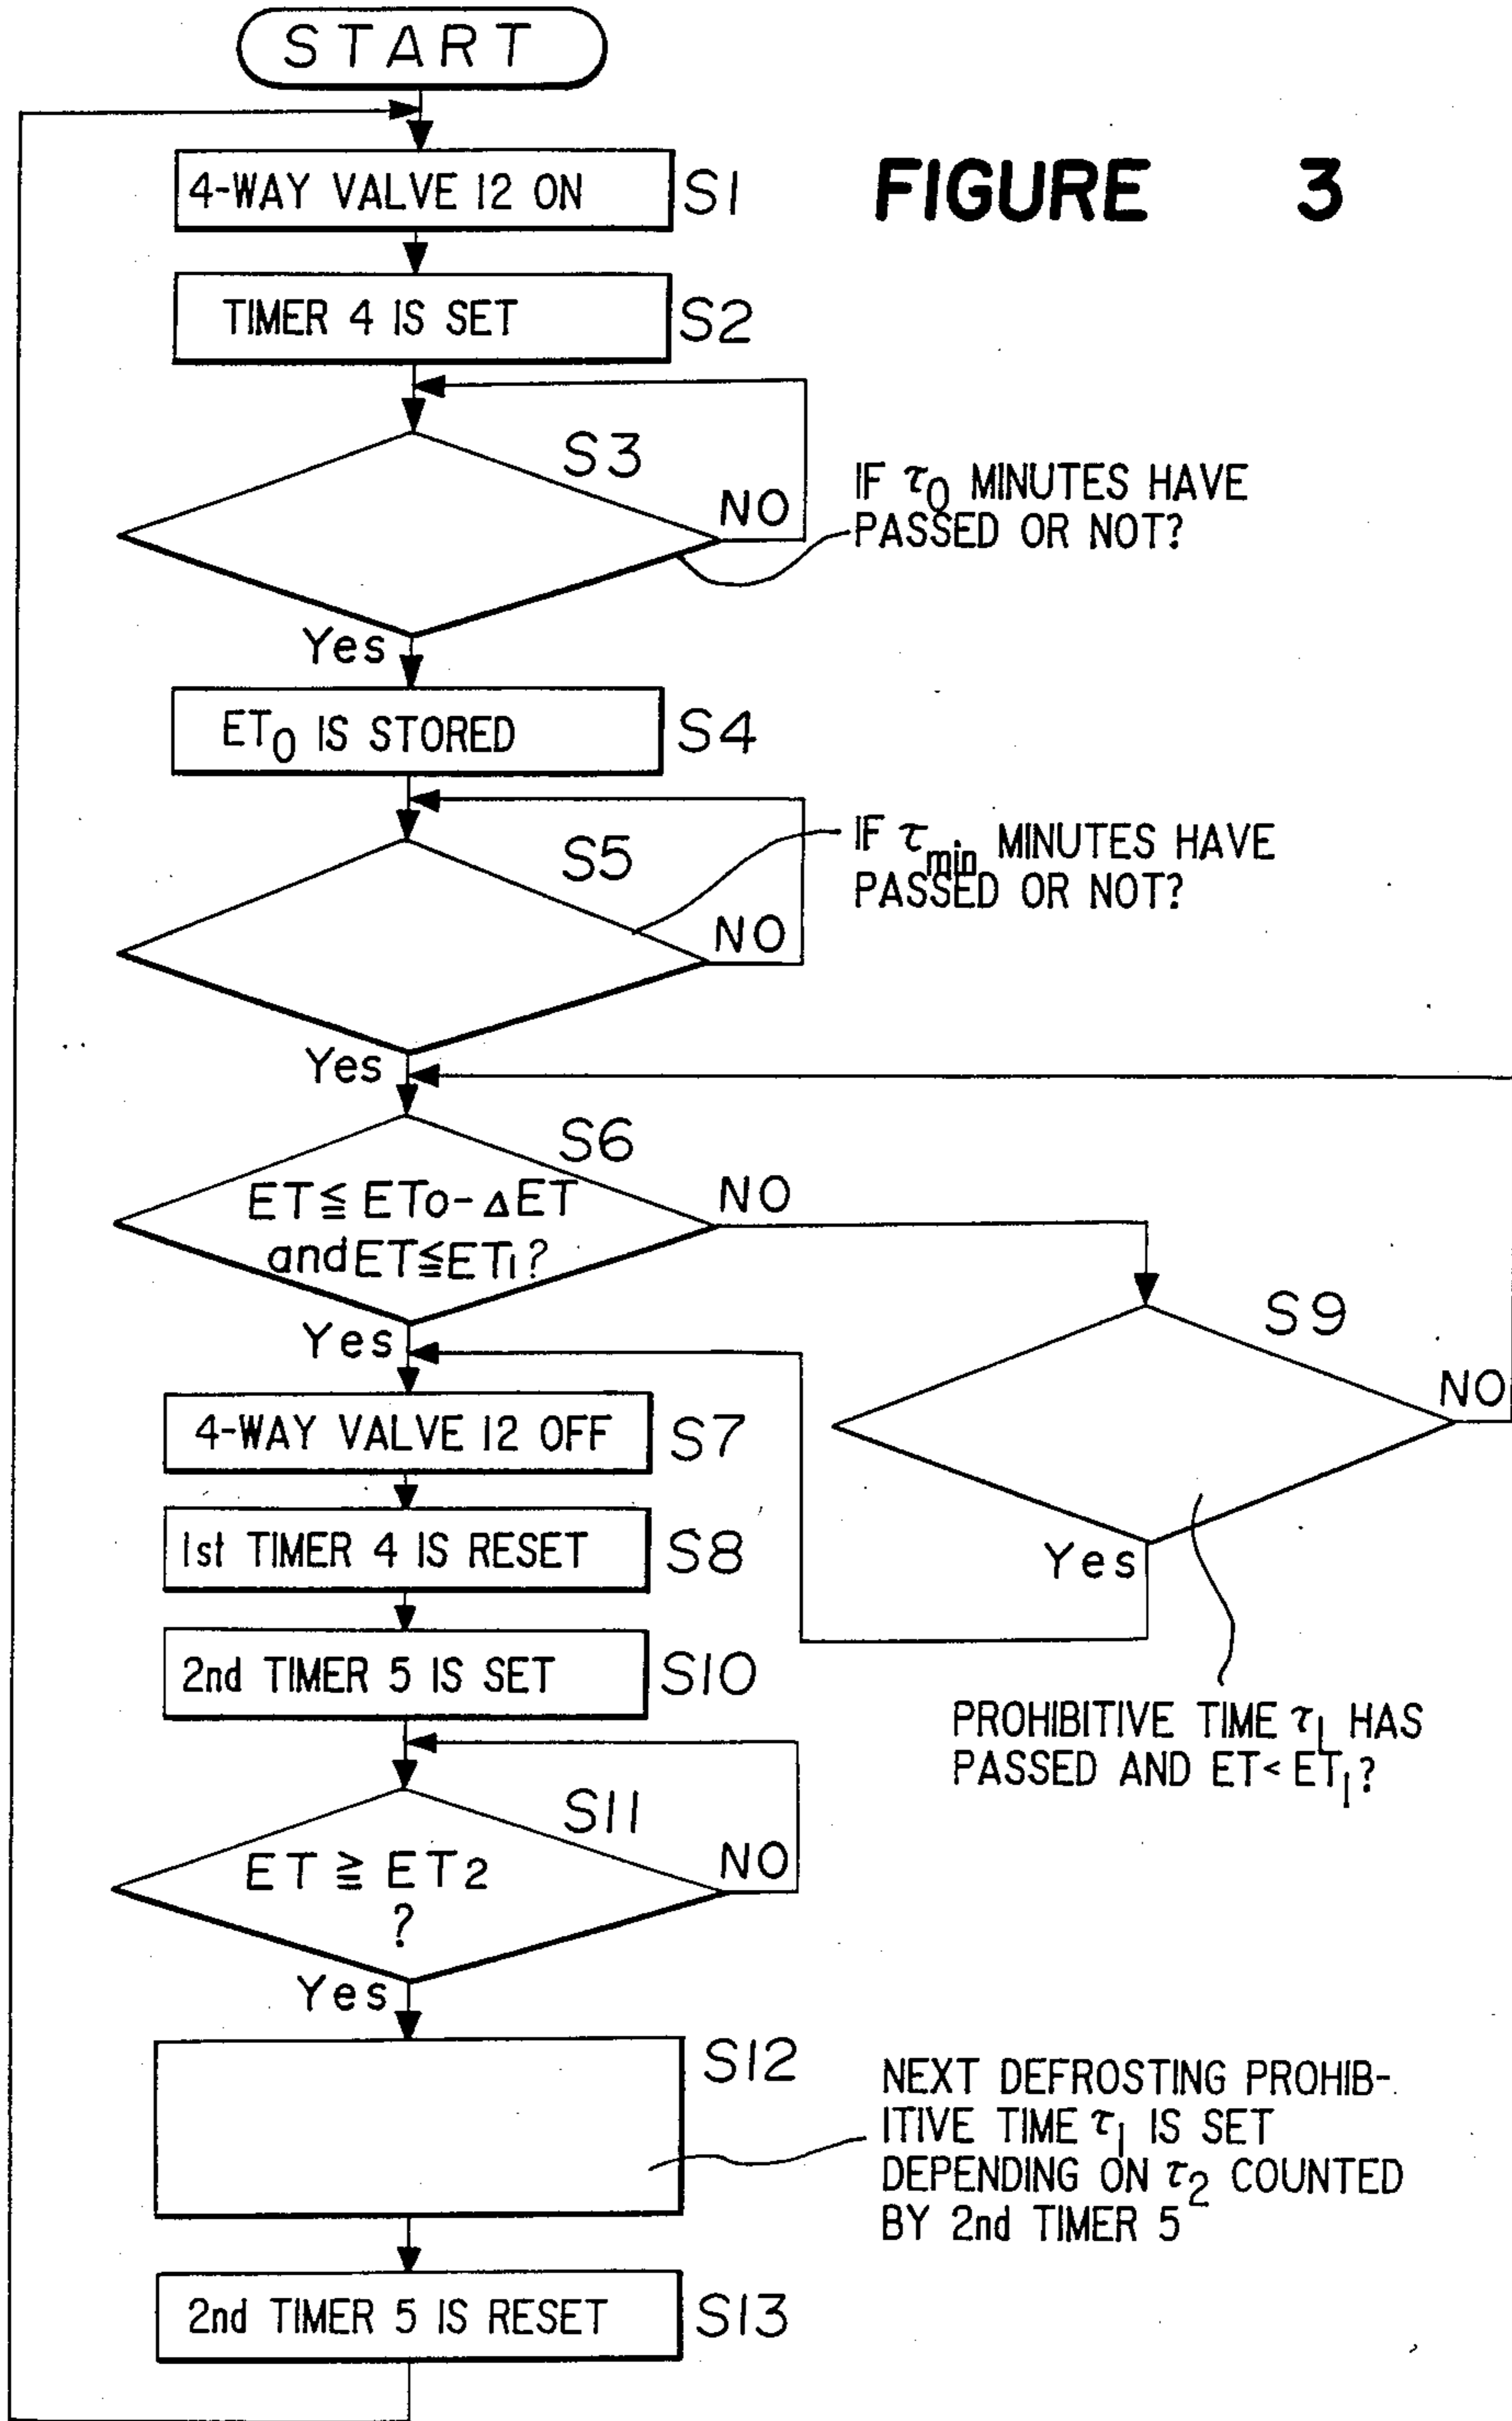 START
4-WAY VALVE 12 ON
S1
FIGURE 3
TIMER 4 IS SET
S2
S3
NO
IF τ0 MINUTES HAVE
PASSED OR NOT?
Yes
ET0 IS STORED
S4
S5
NO
IF τmin MINUTES HAVE
PASSED OR NOT?
Yes
S6
ET ≦ ET0 - ΔET
and ET ≦ ET1?
NO
Yes
S9
NO
Yes
PROHIBITIVE TIME τ1 HAS
PASSED AND ET < ET1?
4-WAY VALVE 12 OFF
S7
1st TIMER 4 IS RESET
S8
2nd TIMER 5 IS SET
S10
S11
ET ≧ ET2
?
NO
Yes
S12
NEXT DEFROSTING PROHIB-
ITIVE TIME τ1 IS SET
DEPENDING ON τ2 COUNTED
BY 2nd TIMER 5
2nd TIMER 5 IS RESET
S13